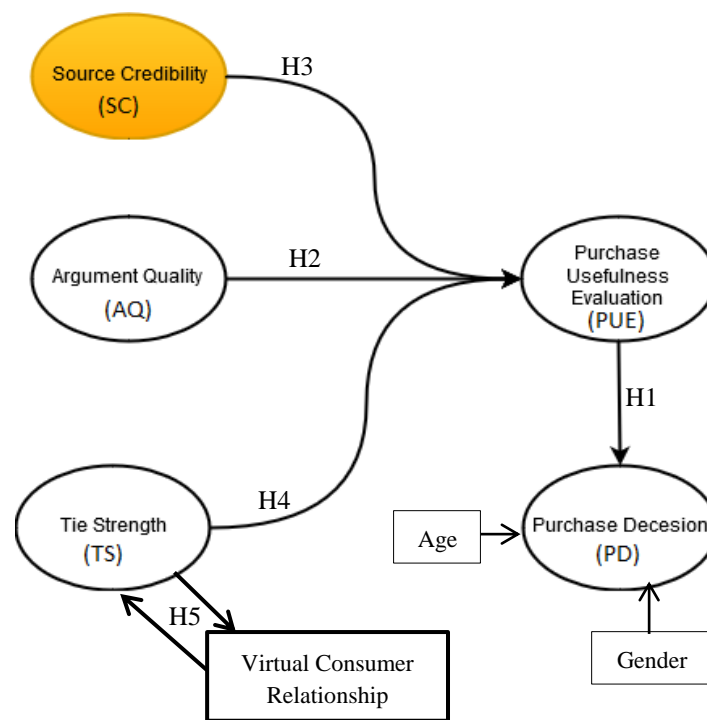 Source Credibility
(SC)
H3
Argument Quality
(AQ)
H2
Purchase
Usefulness
Evaluation
(PUE)
H1
Tie Strength
(TS)
H4
Age
Purchase Decesion
(PD)
H5
Virtual Consumer
Relationship
Gender